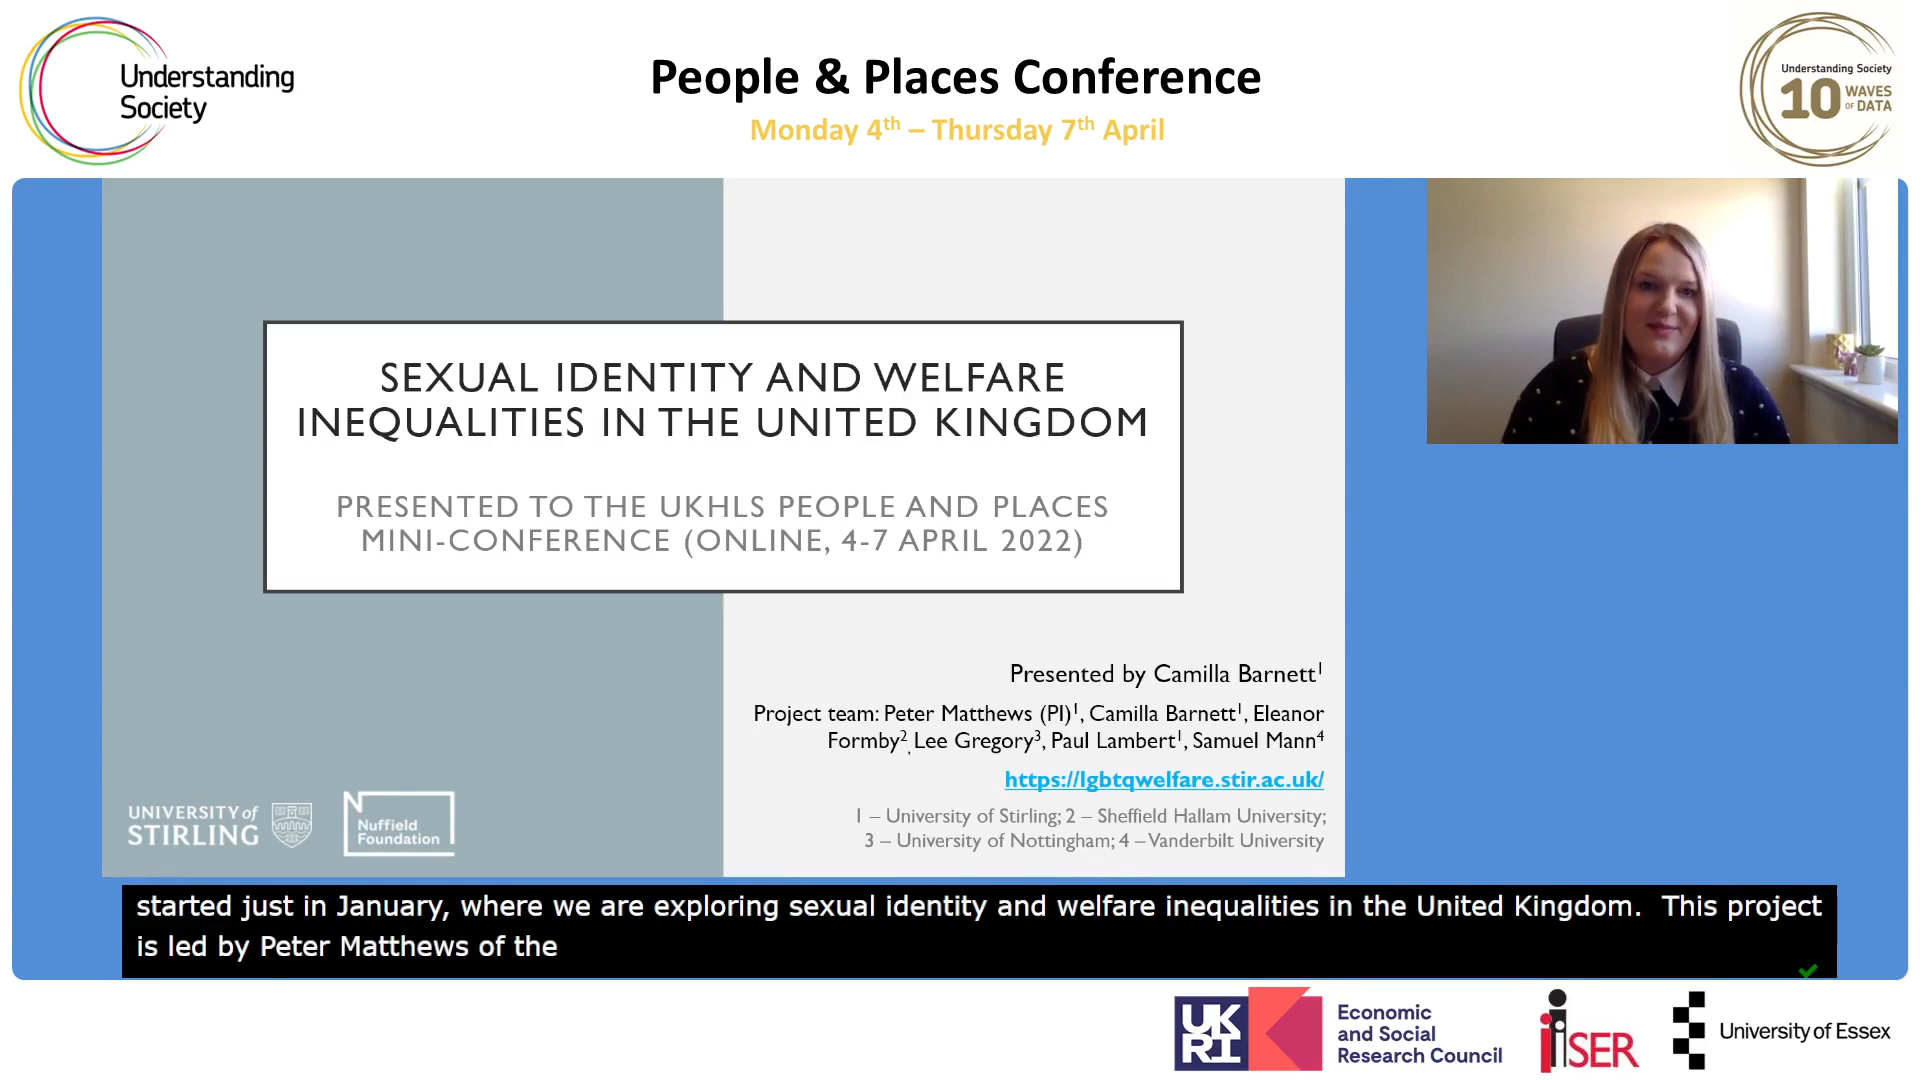 Understanding
Society
People & Places Conference
Monday 4th – Thursday 7th April
Understanding Society
10 WAVES
OF DATA
SEXUAL IDENTITY AND WELFARE
INEQUALITIES IN THE UNITED KINGDOM
PRESENTED TO THE UKHLS PEOPLE AND PLACES
MINI-CONFERENCE (ONLINE, 4-7 APRIL 2022)
Presented by Camilla Barnett1
Project team: Peter Matthews (PI)1, Camilla Barnett1, Eleanor
Formby2, Lee Gregory3, Paul Lambert1, Samuel Mann4
https://lgbtqwelfare.stir.ac.uk/
1 – University of Stirling; 2 – Sheffield Hallam University;
3 – University of Nottingham; 4 – Vanderbilt University
UNIVERSITY of
STIRLING
Nuffield
Foundation
started just in January, where we are exploring sexual identity and welfare inequalities in the United Kingdom.  This project
is led by Peter Matthews of the
UK
RI
Economic
and Social
Research Council
iiSER
University of Essex